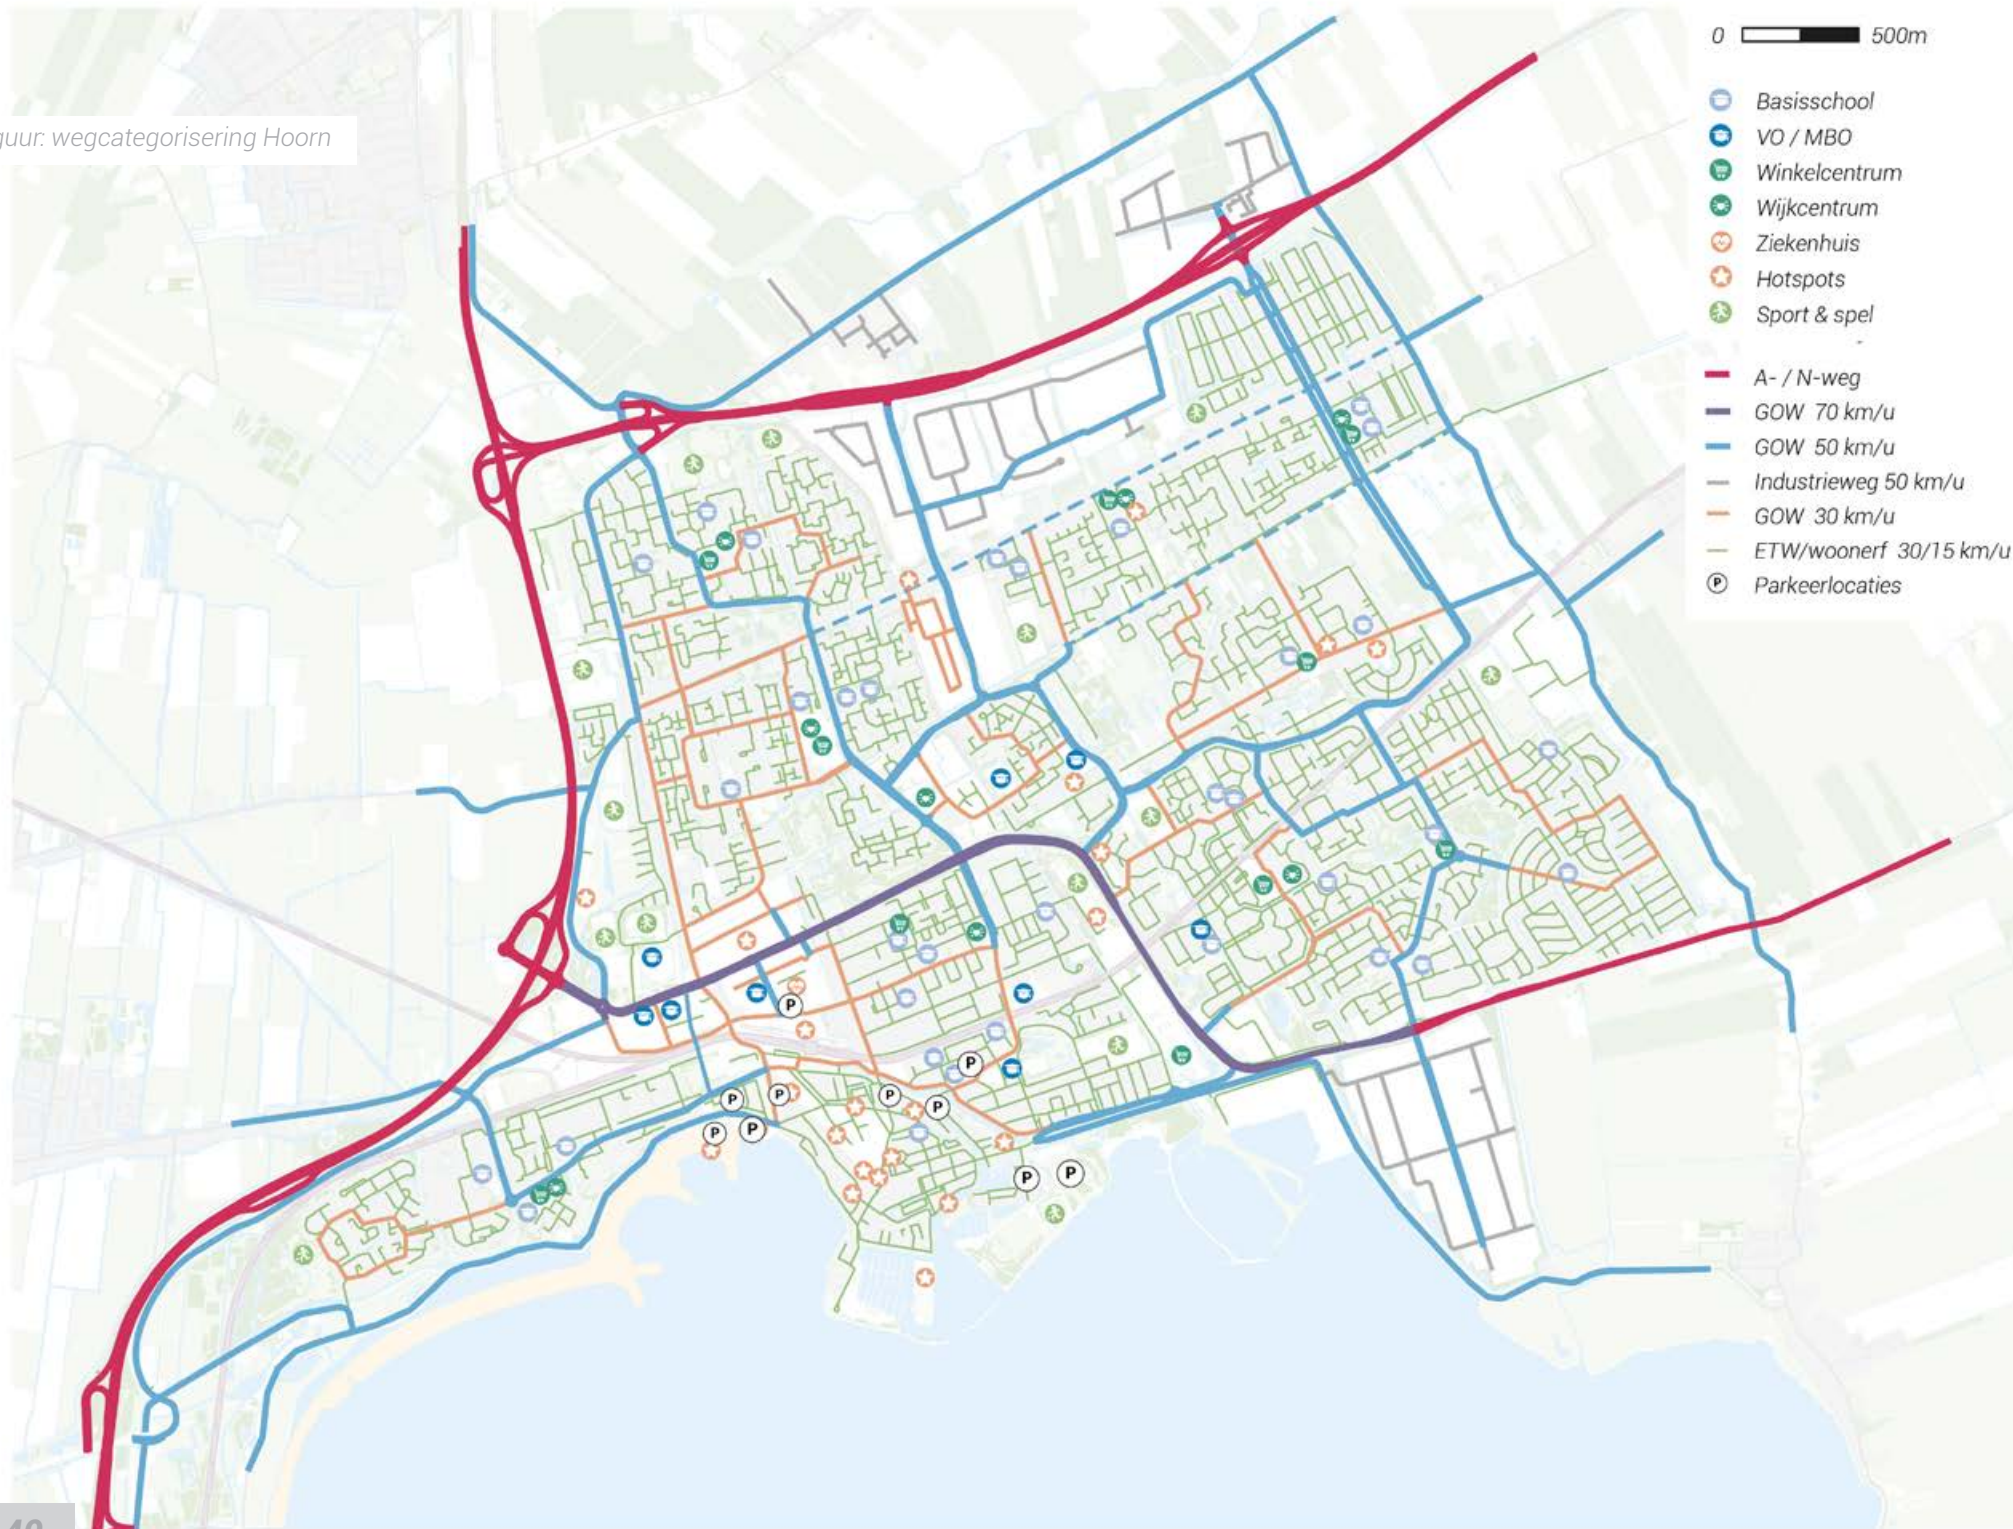 guur: wegcategorisering Hoorn
0 500m
Basisschool
VO / MBO
Winkelcentrum
Wijkcentrum
Ziekenhuis
Hotspots
Sport & spel
A- / N-weg
GOW 70 km/u
GOW 50 km/u
Industrieweg 50 km/u
GOW 30 km/u
ETW/woonerf 30/15 km/u
P Parkeerlocaties
P
P
P
P
P
P
P
P
P
P